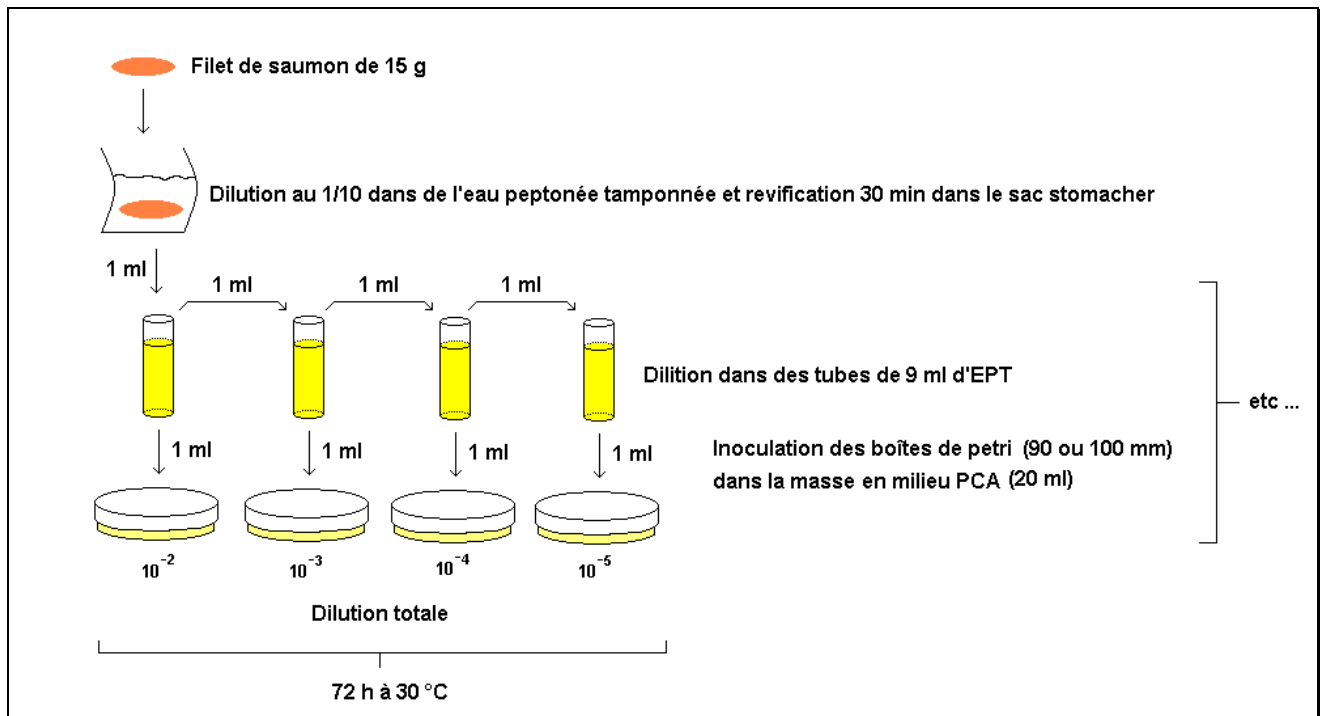 Filet de saumon de 15 g
Dilution au 1/10 dans de l'eau peptonée tamponnée et revification 30 min dans le sac stomacher
1 ml
1 ml
1 ml
1 ml
Dilition dans des tubes de 9 ml d'EPT
etc ...
1 ml
1 ml
1 ml
1 ml
Inoculation des boîtes de petri (90 ou 100 mm)
dans la masse en milieu PCA (20 ml)
10⁻²
10⁻³
10⁻⁴
10⁻⁵
Dilution totale
72 h à 30 °C